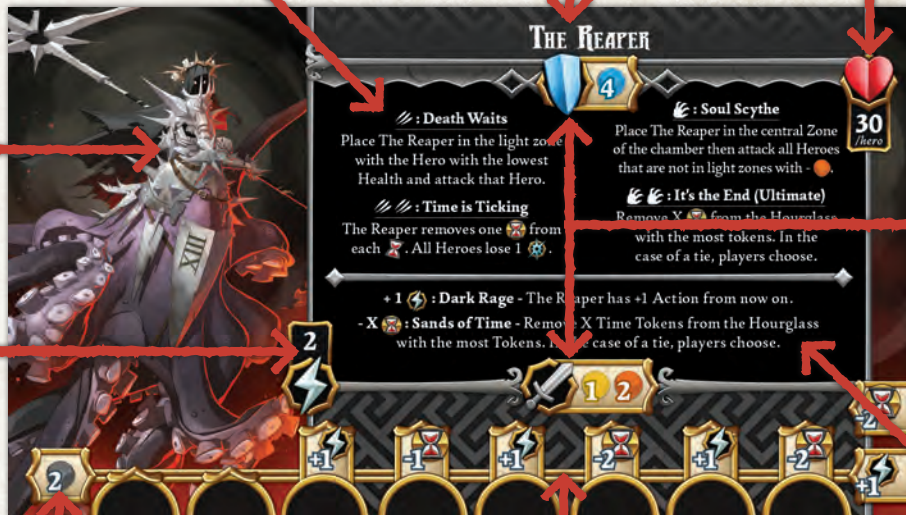 The Reaper
4
: Death Waits
Place The Reaper in the light zone
with the Hero with the lowest
Health and attack that Hero.
: Time is Ticking
The Reaper removes one from
each . All Heroes lose 1 .
: Soul Scythe
Place The Reaper in the central Zone
of the chamber then attack all Heroes
that are not in light zones with - .
: It's the End (Ultimate)
Remove X from the Hourglass
with the most tokens. In the
case of a tie, players choose.
30
/hero
+ 1 : Dark Rage - The Reaper has +1 Action from now on.
- X : Sands of Time - Remove X Time Tokens from the Hourglass
with the most Tokens. In the case of a tie, players choose.
XIII
2
1 2
2
+1
-1
+1
-2
+1
-2
-2
+1